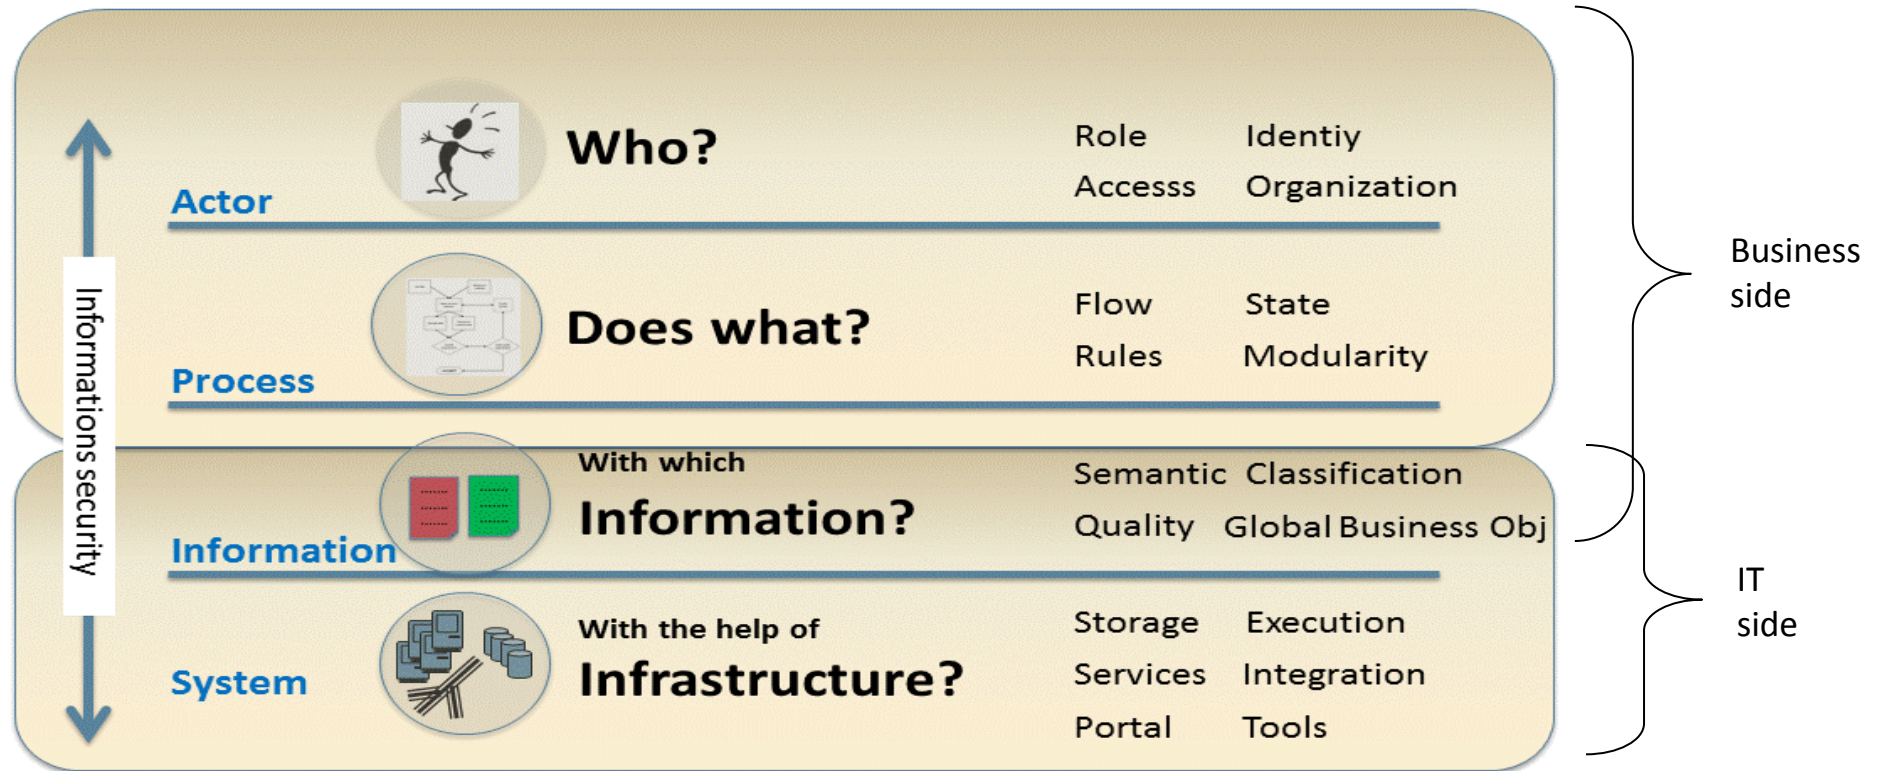 Who?
Role Identiy
Accesss Organization
Actor
Does what?
Flow State
Rules Modularity
Process
Business
side
Informations security
With which
Information?
Semantic Classification
Quality Global Business Obj
Information
IT
side
With the help of
Infrastructure?
Storage Execution
Services Integration
Portal Tools
System